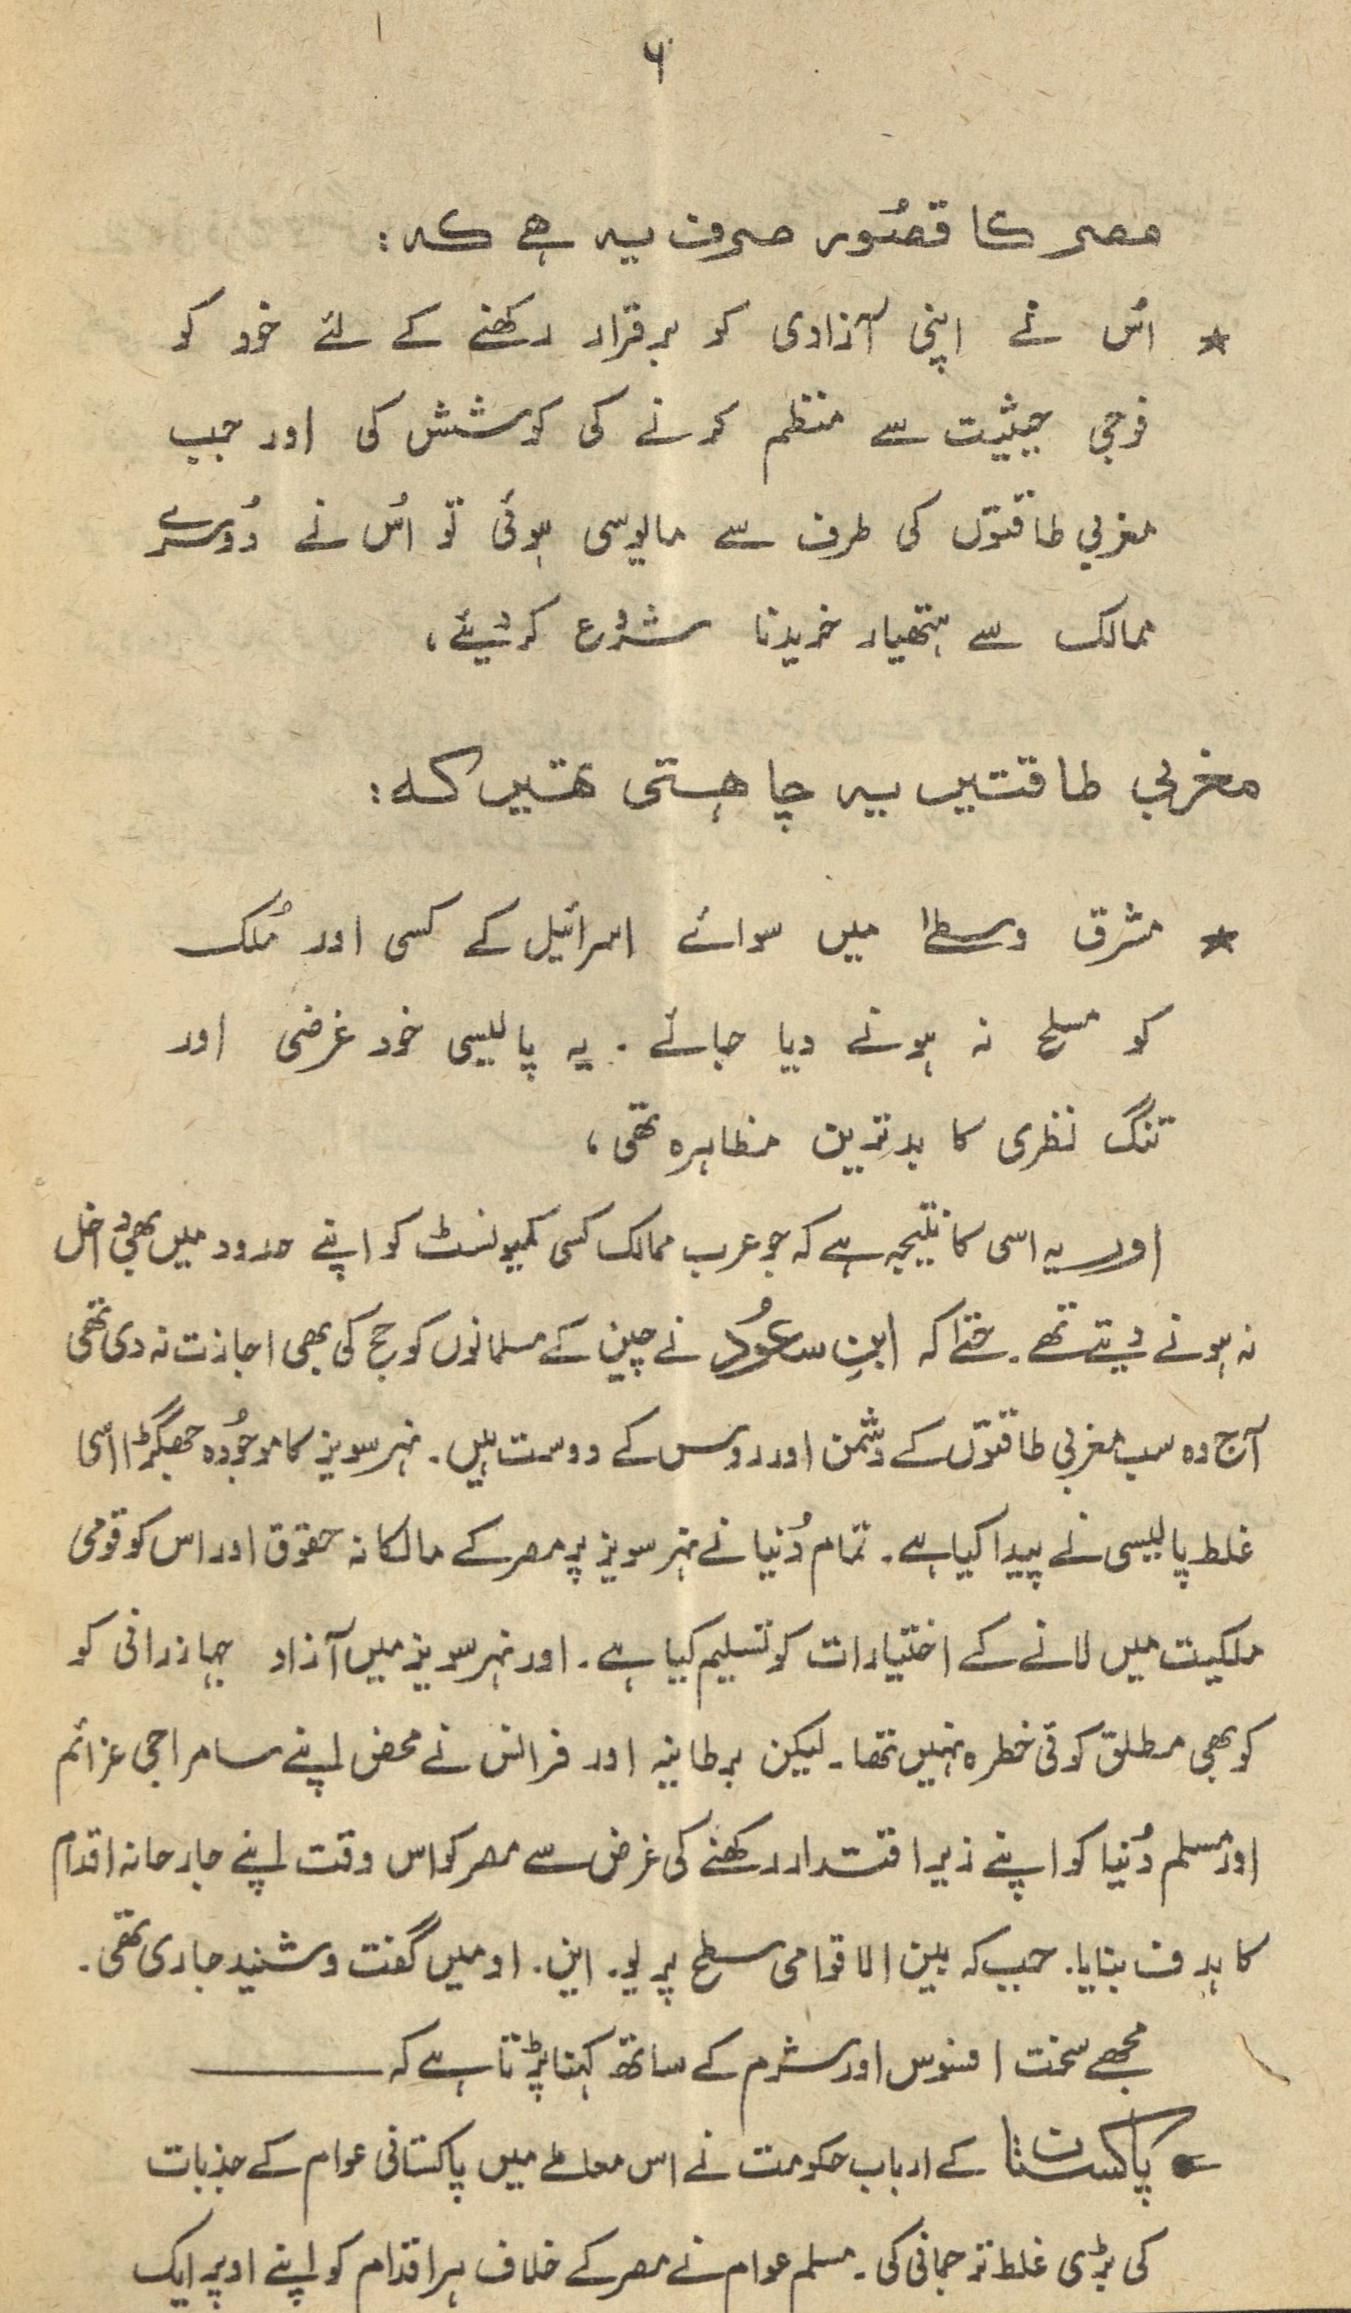 ۶
مصر کا قصُور صرف یہ ہے کہ :
★ اُس نے اپنی آزادی کو برقرار رکھنے کے لئے خود کو
فوجی حیثیت سے منظم کرنے کی کوشش کی اور جب
مغربی طاقتوں کی طرف سے مایوسی ہوئی تو اُس نے دُوسرے
ممالک سے ہتھیار خریدنا شروع کردیئے ،
مغربی طاقتیں یہ چاہتی تھیں کہ :
★ مشرق وسطےٰ میں سوائے اسرائیل کے کسی اور مُلک
کو مسلح نہ ہونے دیا جائے . یہ پالیسی خود غرضی اور
تنگ نظری کا بدترین مظاہرہ تھی ،
اور یہ اسی کا نتیجہ ہے کہ جو عرب ممالک کسی کمیونسٹ کو اپنے حدود میں بھی داخل
نہ ہونے دیتے تھے . حتےٰ کہ ابنِ سعُود نے چین کے مسلمانوں کو حج کی بھی اجازت نہ دی تھی
آج وہ سب مغربی طاقتوں کے دشمن اور روس کے دوست ہیں . نہر سویز کا موجُودہ جھگڑا اسی
غلط پالیسی نے پیدا کیا ہے . تمام دُنیا نے نہر سویز پر مصر کے مالکانہ حقوق اور اس کو قومی
ملکیت میں لانے کے اختیارات کو تسلیم کیا ہے . اور نہر سویز میں آزاد جہازرانی کو
کو بھی مطلق کوئی خطرہ نہیں تھا . لیکن برطانیہ اور فرانس نے محض اپنے سامراجی عزائم
اور مسلم دُنیا کو اپنے زیر اقتدار رکھنے کی غرض سے مصر کو اس وقت اپنے جارحانہ اقدام
کا ہدف بنایا . جب کہ بین الاقوامی سطح پر یو . این . او میں گفت و شنید جاری تھی .
مجھے سخت افسوس اور شرم کے ساتھ کہنا پڑتا ہے کہ ———
پاکستان کے ارباب حکومت نے اس معاملے میں پاکستانی عوام کے جذبات
کی بڑی غلط ترجمانی کی . مسلم عوام نے مصر کے خلاف ہر اقدام کو اپنے اوپر ایک